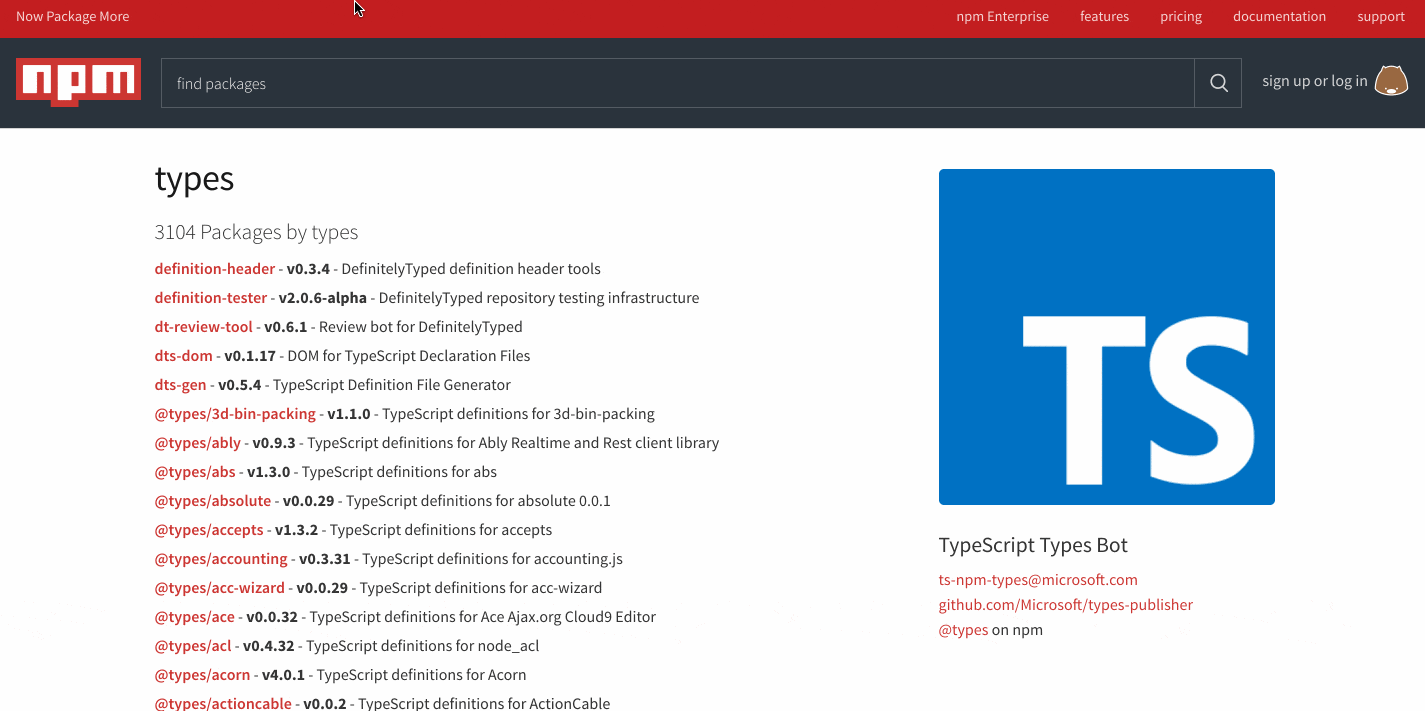 Now Package More
npm Enterprise features pricing documentation support
npm
find packages
sign up or log in
types
3104 Packages by types
definition-header - v0.3.4 - DefinitelyTyped definition header tools
definition-tester - v2.0.6-alpha - DefinitelyTyped repository testing infrastructure
dt-review-tool - v0.6.1 - Review bot for DefinitelyTyped
dts-dom - v0.1.17 - DOM for TypeScript Declaration Files
dts-gen - v0.5.4 - TypeScript Definition File Generator
@types/3d-bin-packing - v1.1.0 - TypeScript definitions for 3d-bin-packing
@types/ably - v0.9.3 - TypeScript definitions for Ably Realtime and Rest client library
@types/abs - v1.3.0 - TypeScript definitions for abs
@types/absolute - v0.0.29 - TypeScript definitions for absolute 0.0.1
@types/accepts - v1.3.2 - TypeScript definitions for accepts
@types/accounting - v0.3.31 - TypeScript definitions for accounting.js
@types/acc-wizard - v0.0.29 - TypeScript definitions for acc-wizard
@types/ace - v0.0.32 - TypeScript definitions for Ace Ajax.org Cloud9 Editor
@types/acl - v0.4.32 - TypeScript definitions for node_acl
@types/acorn - v4.0.1 - TypeScript definitions for Acorn
@types/actioncable - v0.0.2 - TypeScript definitions for ActionCable
TS
TypeScript Types Bot
ts-npm-types@microsoft.com
github.com/Microsoft/types-publisher
@types on npm